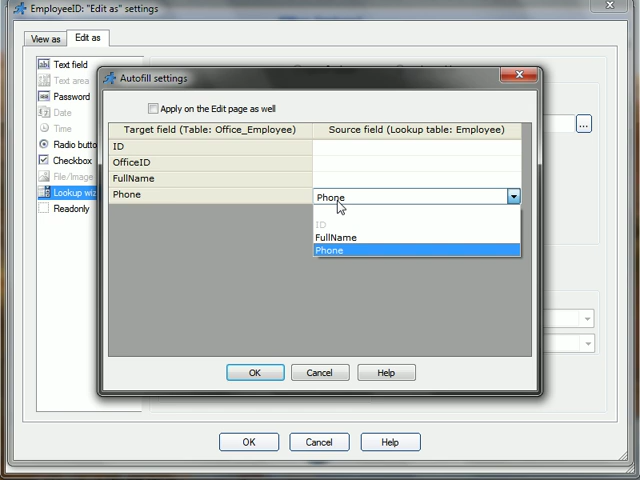 EmployeeID: "Edit as" settings
View as
Edit as
Text field
Text area
Password
Date
Time
Radio butto
Checkbox
File/Image
Lookup wiz
Readonly
...
Autofill settings
Apply on the Edit page as well
Target field (Table: Office_Employee)
Source field (Lookup table: Employee)
ID
OfficeID
FullName
Phone
Phone
ID
FullName
Phone
OK
Cancel
Help
OK
Cancel
Help